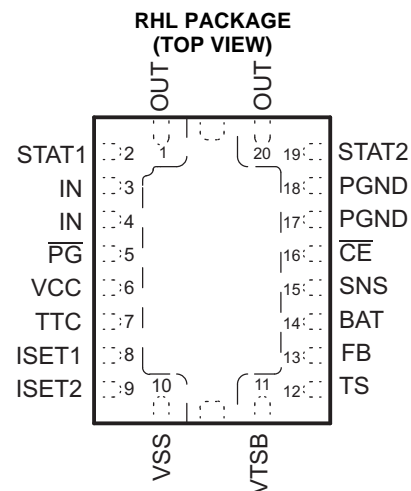 RHL PACKAGE
(TOP VIEW)
OUT OUT
STAT1 2 1 20 19 STAT2
IN 3 18 PGND
IN 4 17 PGND
PG 5 16 CE
VCC 6 15 SNS
TTC 7 14 BAT
ISET1 8 13 FB
ISET2 9 10 11 12 TS
VSS VTSB